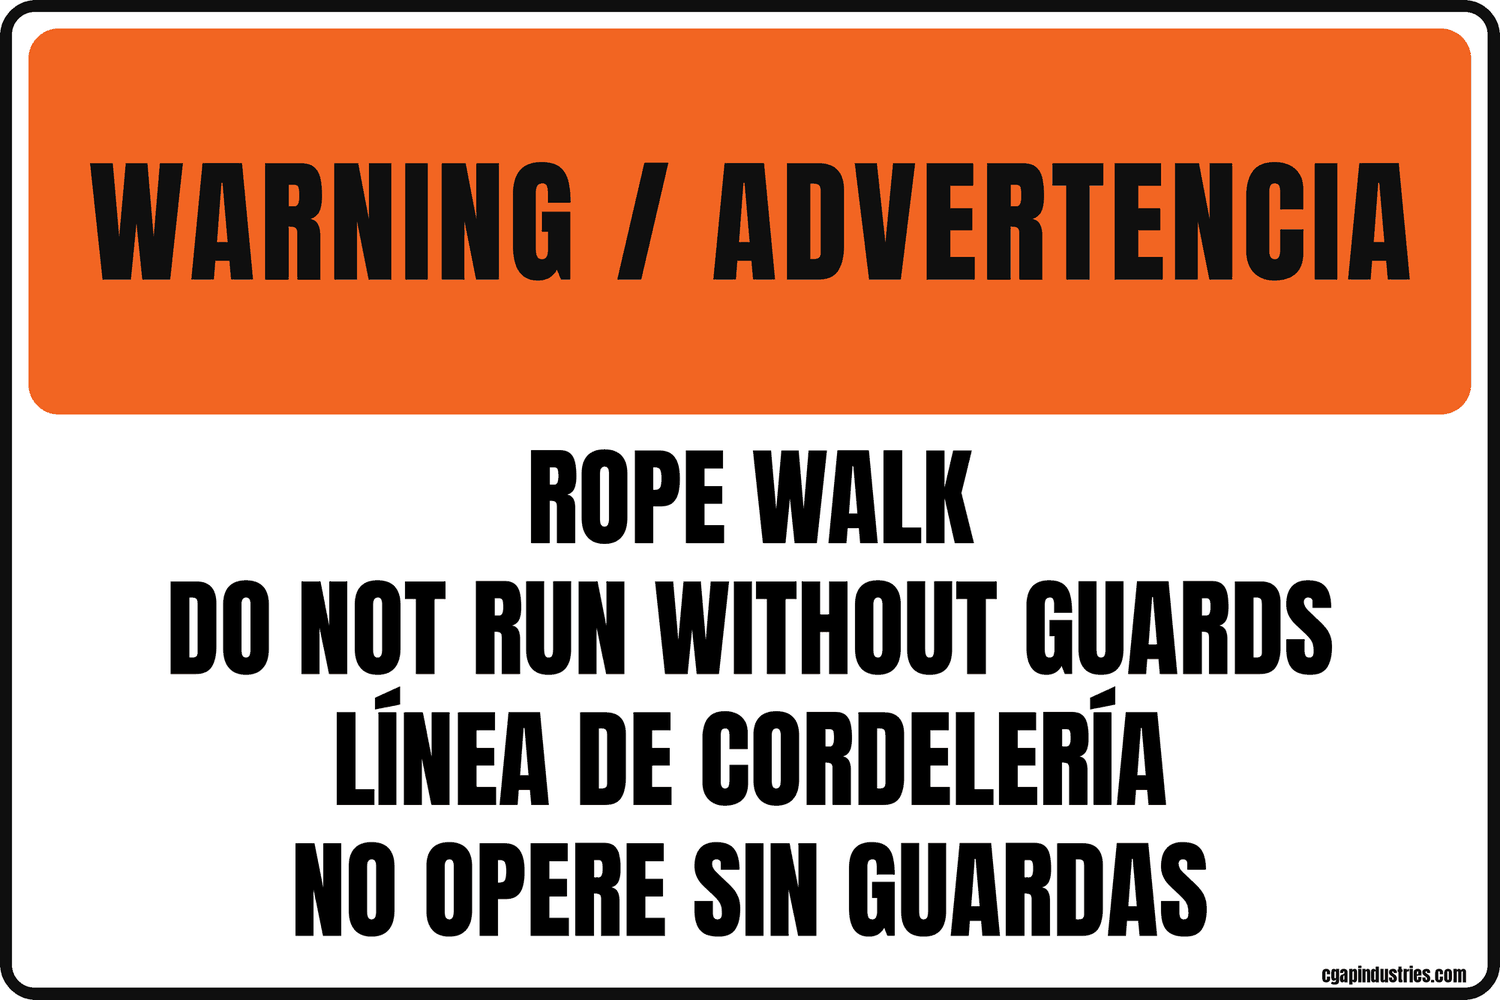 WARNING / ADVERTENCIA
ROPE WALK
DO NOT RUN WITHOUT GUARDS
LÍNEA DE CORDELERÍA
NO OPERE SIN GUARDAS
cgapindustries.com